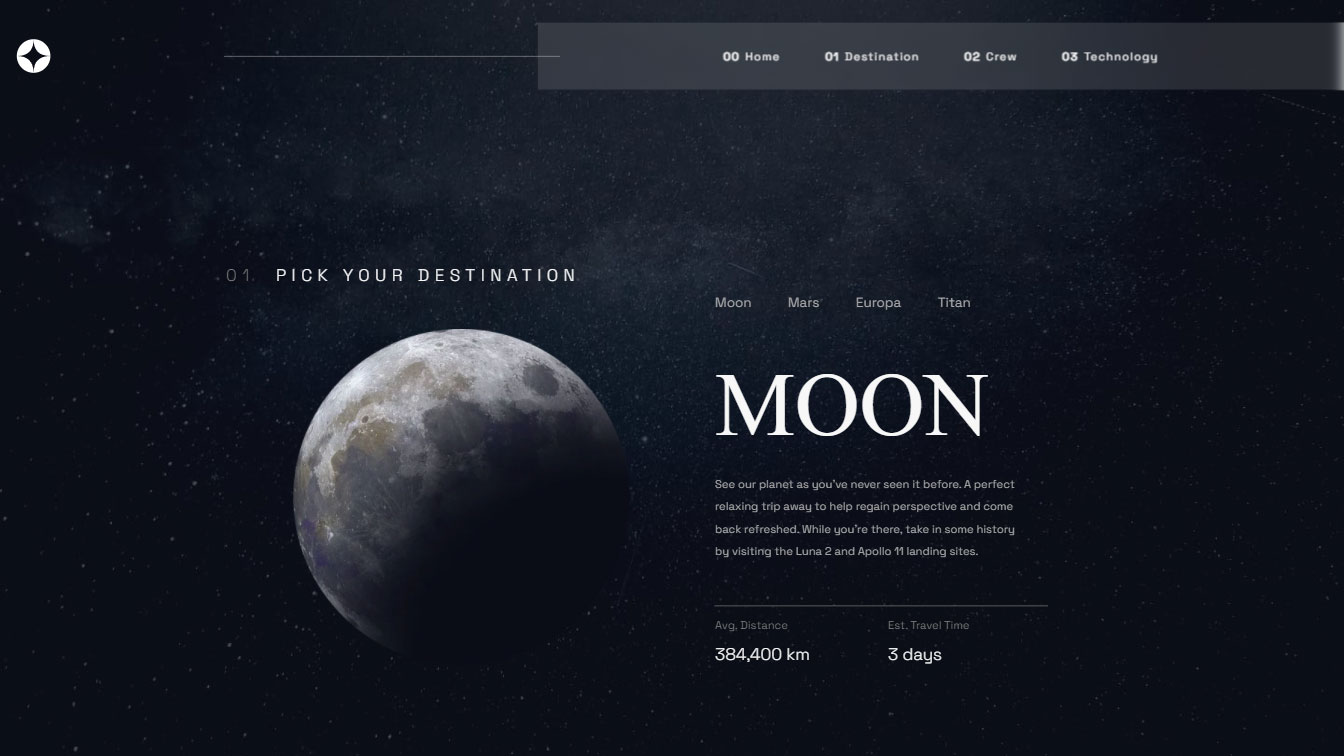 00 Home 01 Destination 02 Crew 03 Technology
01. PICK YOUR DESTINATION
Moon Mars Europa Titan
MOON
See our planet as you've never seen it before. A perfect
relaxing trip away to help regain perspective and come
back refreshed. While you're there, take in some history
by visiting the Luna 2 and Apollo 11 landing sites.
Avg. Distance Est. Travel Time
384,400 km 3 days